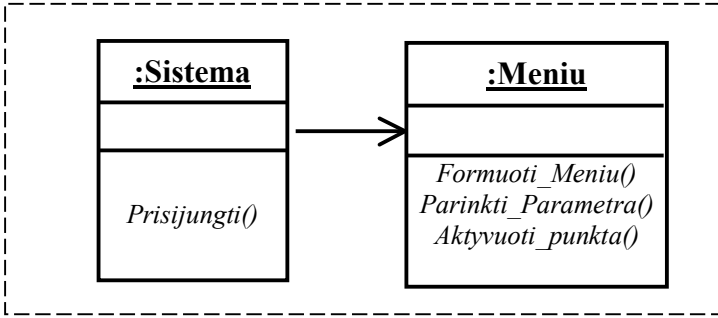 :Sistema
Prisijungti()
:Meniu
Formuoti_Meniu()
Parinkti_Parametra()
Aktyvuoti_punkta()